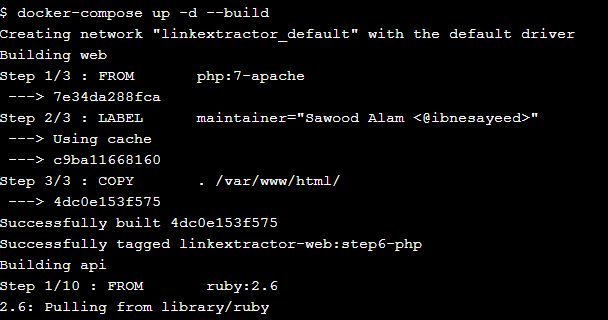 $ docker-compose up -d --build
Creating network "linkextractor_default" with the default driver
Building web
Step 1/3 : FROM       php:7-apache
 ---> 7e34da288fca
Step 2/3 : LABEL      maintainer="Sawood Alam <@ibnesayeed>"
 ---> Using cache
 ---> c9ba11668160
Step 3/3 : COPY       . /var/www/html/
 ---> 4dc0e153f575
Successfully built 4dc0e153f575
Successfully tagged linkextractor-web:step6-php
Building api
Step 1/10 : FROM       ruby:2.6
2.6: Pulling from library/ruby